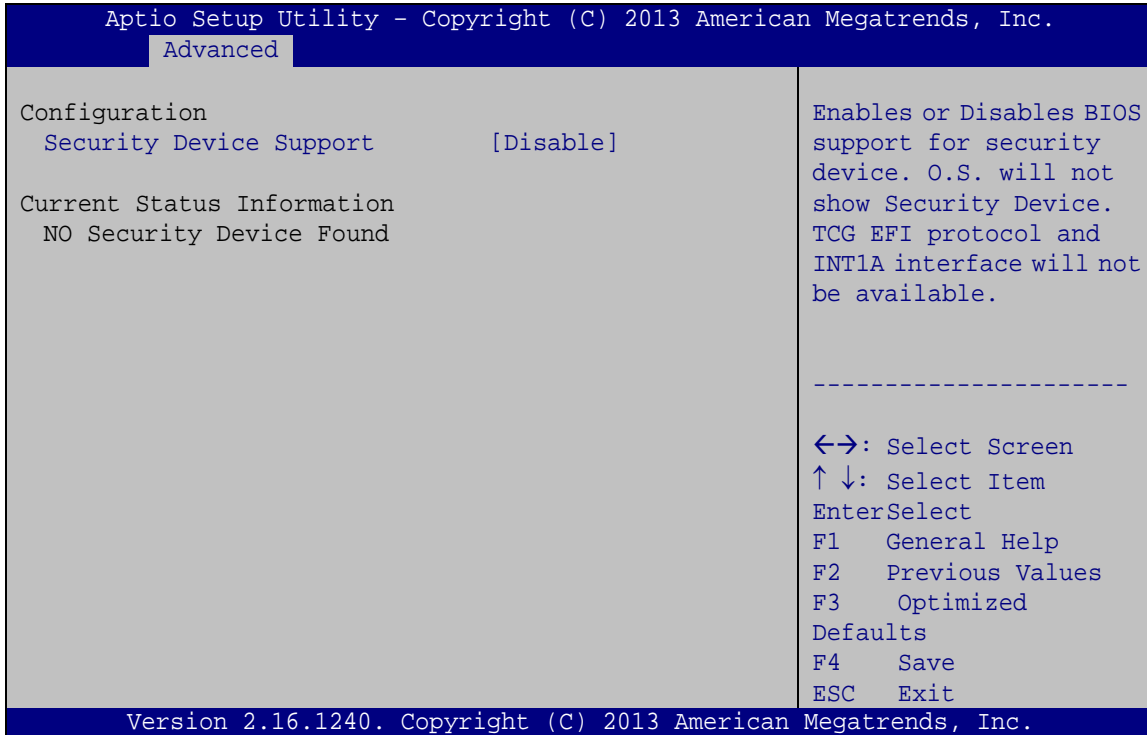 Aptio Setup Utility – Copyright (C) 2013 American Megatrends, Inc.
Advanced
Configuration
Security Device Support [Disable]
Current Status Information
NO Security Device Found
Enables or Disables BIOS
support for security
device. O.S. will not
show Security Device.
TCG EFI protocol and
INT1A interface will not
be available.
----------------------
←→: Select Screen
↑ ↓: Select Item
EnterSelect
F1 General Help
F2 Previous Values
F3 Optimized
Defaults
F4 Save
ESC Exit
Version 2.16.1240. Copyright (C) 2013 American Megatrends, Inc.